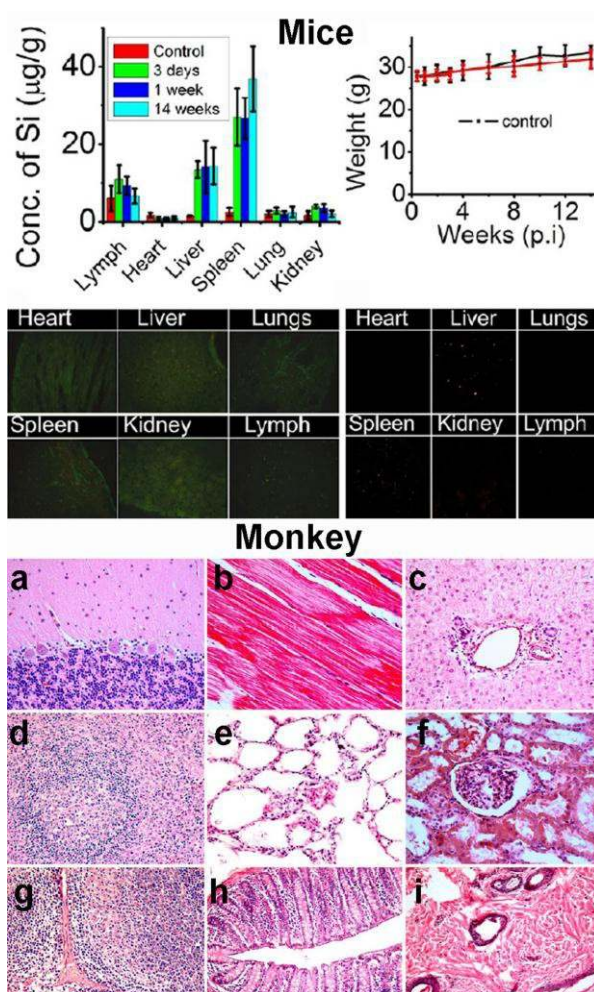 Mice
Conc. of Si (μg/g)
40
20
0
Control
3 days
1 week
14 weeks
Lymph
Heart
Liver
Spleen
Lung
Kidney
Weight (g)
30
20
10
0
control
0 4 8 12
Weeks (p.i)
Heart Liver Lungs
Spleen Kidney Lymph
Heart Liver Lungs
Spleen Kidney Lymph
Monkey
a b c
d e f
g h i